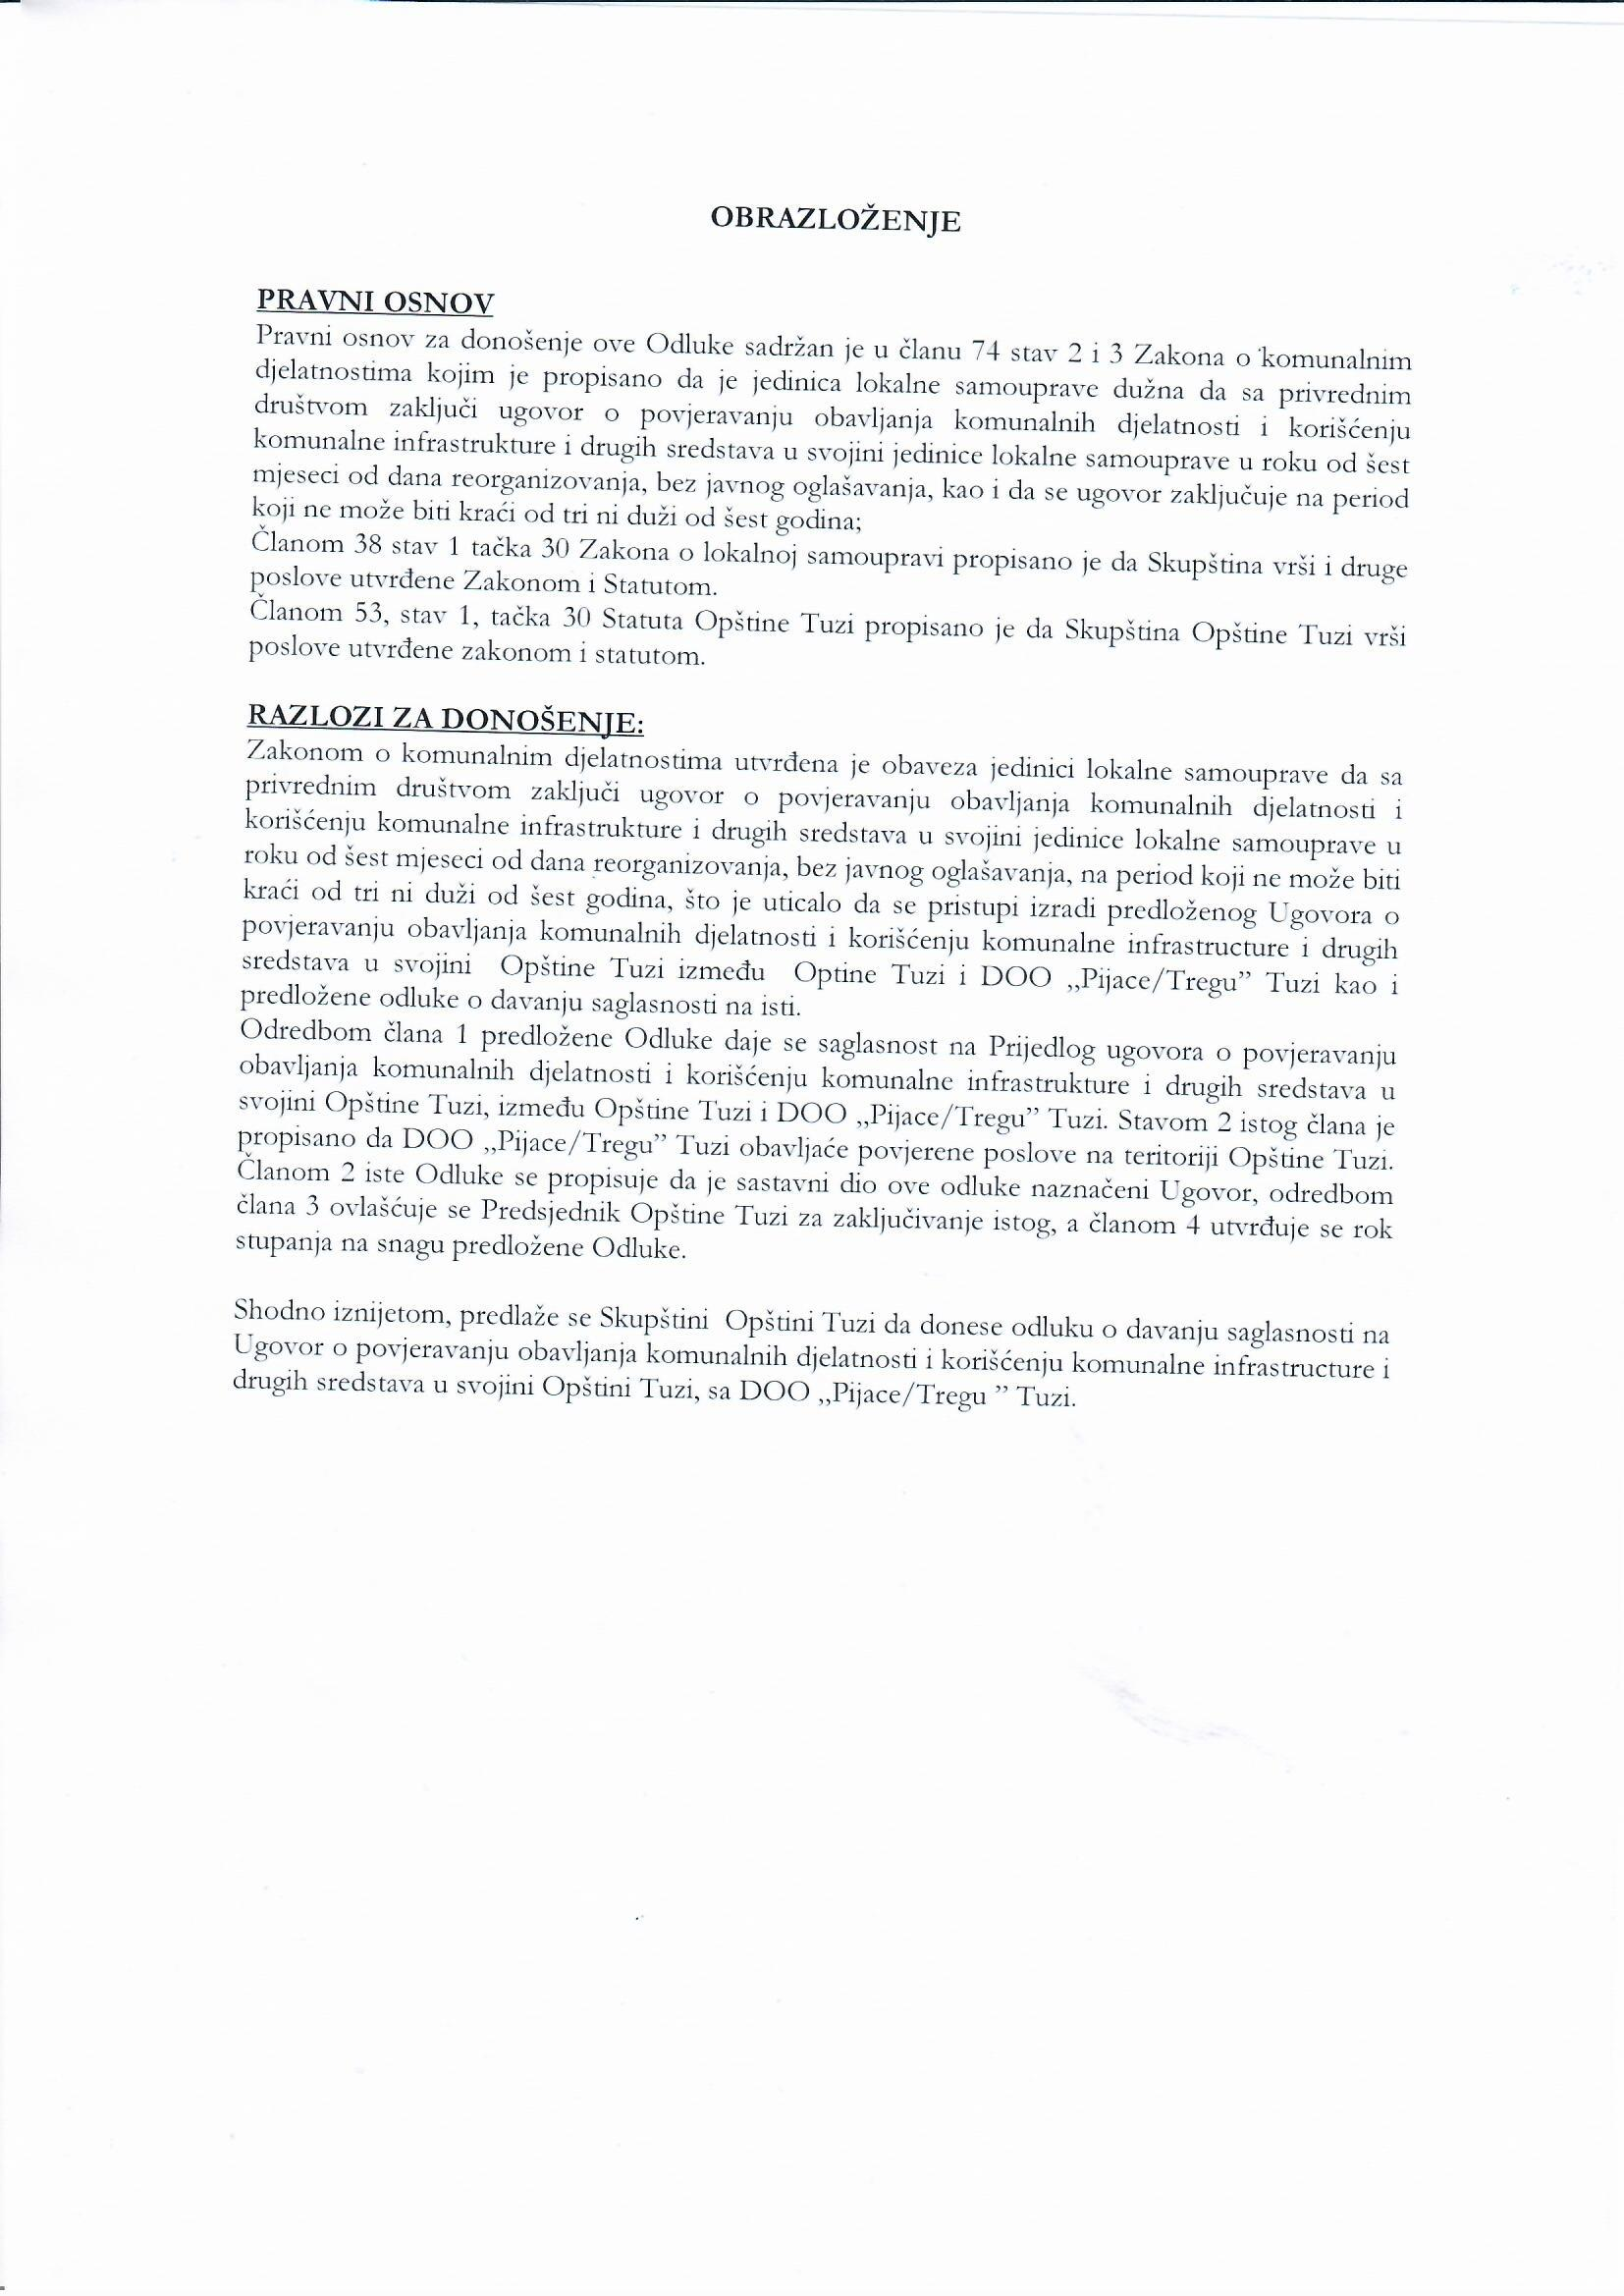 OBRAZLOŽENJE
PRAVNI OSNOV
Pravni osnov za donošenje ove Odluke sadržan je u članu 74 stav 2 i 3 Zakona o komunalnim
djelatnostima kojim je propisano da je jedinica lokalne samouprave dužna da sa privrednim
društvom zaključi ugovor o povjeravanju obavljanja komunalnih djelatnosti i korišćenju
komunalne infrastrukture i drugih sredstava u svojini jedinice lokalne samouprave u roku od šest
mjeseci od dana reorganizovanja, bez javnog oglašavanja, kao i da se ugovor zaključuje na period
koji ne može biti kraći od tri ni duži od šest godina;
Članom 38 stav 1 tačka 30 Zakona o lokalnoj samoupravi propisano je da Skupština vrši i druge
poslove utvrđene Zakonom i Statutom.
Članom 53, stav 1, tačka 30 Statuta Opštine Tuzi propisano je da Skupština Opštine Tuzi vrši
poslove utvrđene zakonom i statutom.
RAZLOZI ZA DONOŠENJE:
Zakonom o komunalnim djelatnostima utvrđena je obaveza jedinici lokalne samouprave da sa
privrednim društvom zaključi ugovor o povjeravanju obavljanja komunalnih djelatnosti i
korišćenju komunalne infrastrukture i drugih sredstava u svojini jedinice lokalne samouprave u
roku od šest mjeseci od dana reorganizovanja, bez javnog oglašavanja, na period koji ne može biti
kraći od tri ni duži od šest godina, što je uticalo da se pristupi izradi predloženog Ugovora o
povjeravanju obavljanja komunalnih djelatnosti i korišćenju komunalne infrastructure i drugih
sredstava u svojini Opštine Tuzi između Optine Tuzi i DOO „Pijace/Tregu” Tuzi kao i
predložene odluke o davanju saglasnosti na isti.
Odredbom člana 1 predložene Odluke daje se saglasnost na Prijedlog ugovora o povjeravanju
obavljanja komunalnih djelatnosti i korišćenju komunalne infrastrukture i drugih sredstava u
svojini Opštine Tuzi, između Opštine Tuzi i DOO „Pijace/Tregu” Tuzi. Stavom 2 istog člana je
propisano da DOO „Pijace/Tregu” Tuzi obavljaće povjerene poslove na teritoriji Opštine Tuzi.
Članom 2 iste Odluke se propisuje da je sastavni dio ove odluke naznačeni Ugovor, odredbom
člana 3 ovlašćuje se Predsjednik Opštine Tuzi za zaključivanje istog, a članom 4 utvrđuje se rok
stupanja na snagu predložene Odluke.
Shodno iznijetom, predlaže se Skupštini Opštini Tuzi da donese odluku o davanju saglasnosti na
Ugovor o povjeravanju obavljanja komunalnih djelatnosti i korišćenju komunalne infrastructure i
drugih sredstava u svojini Opštini Tuzi, sa DOO „Pijace/Tregu ” Tuzi.